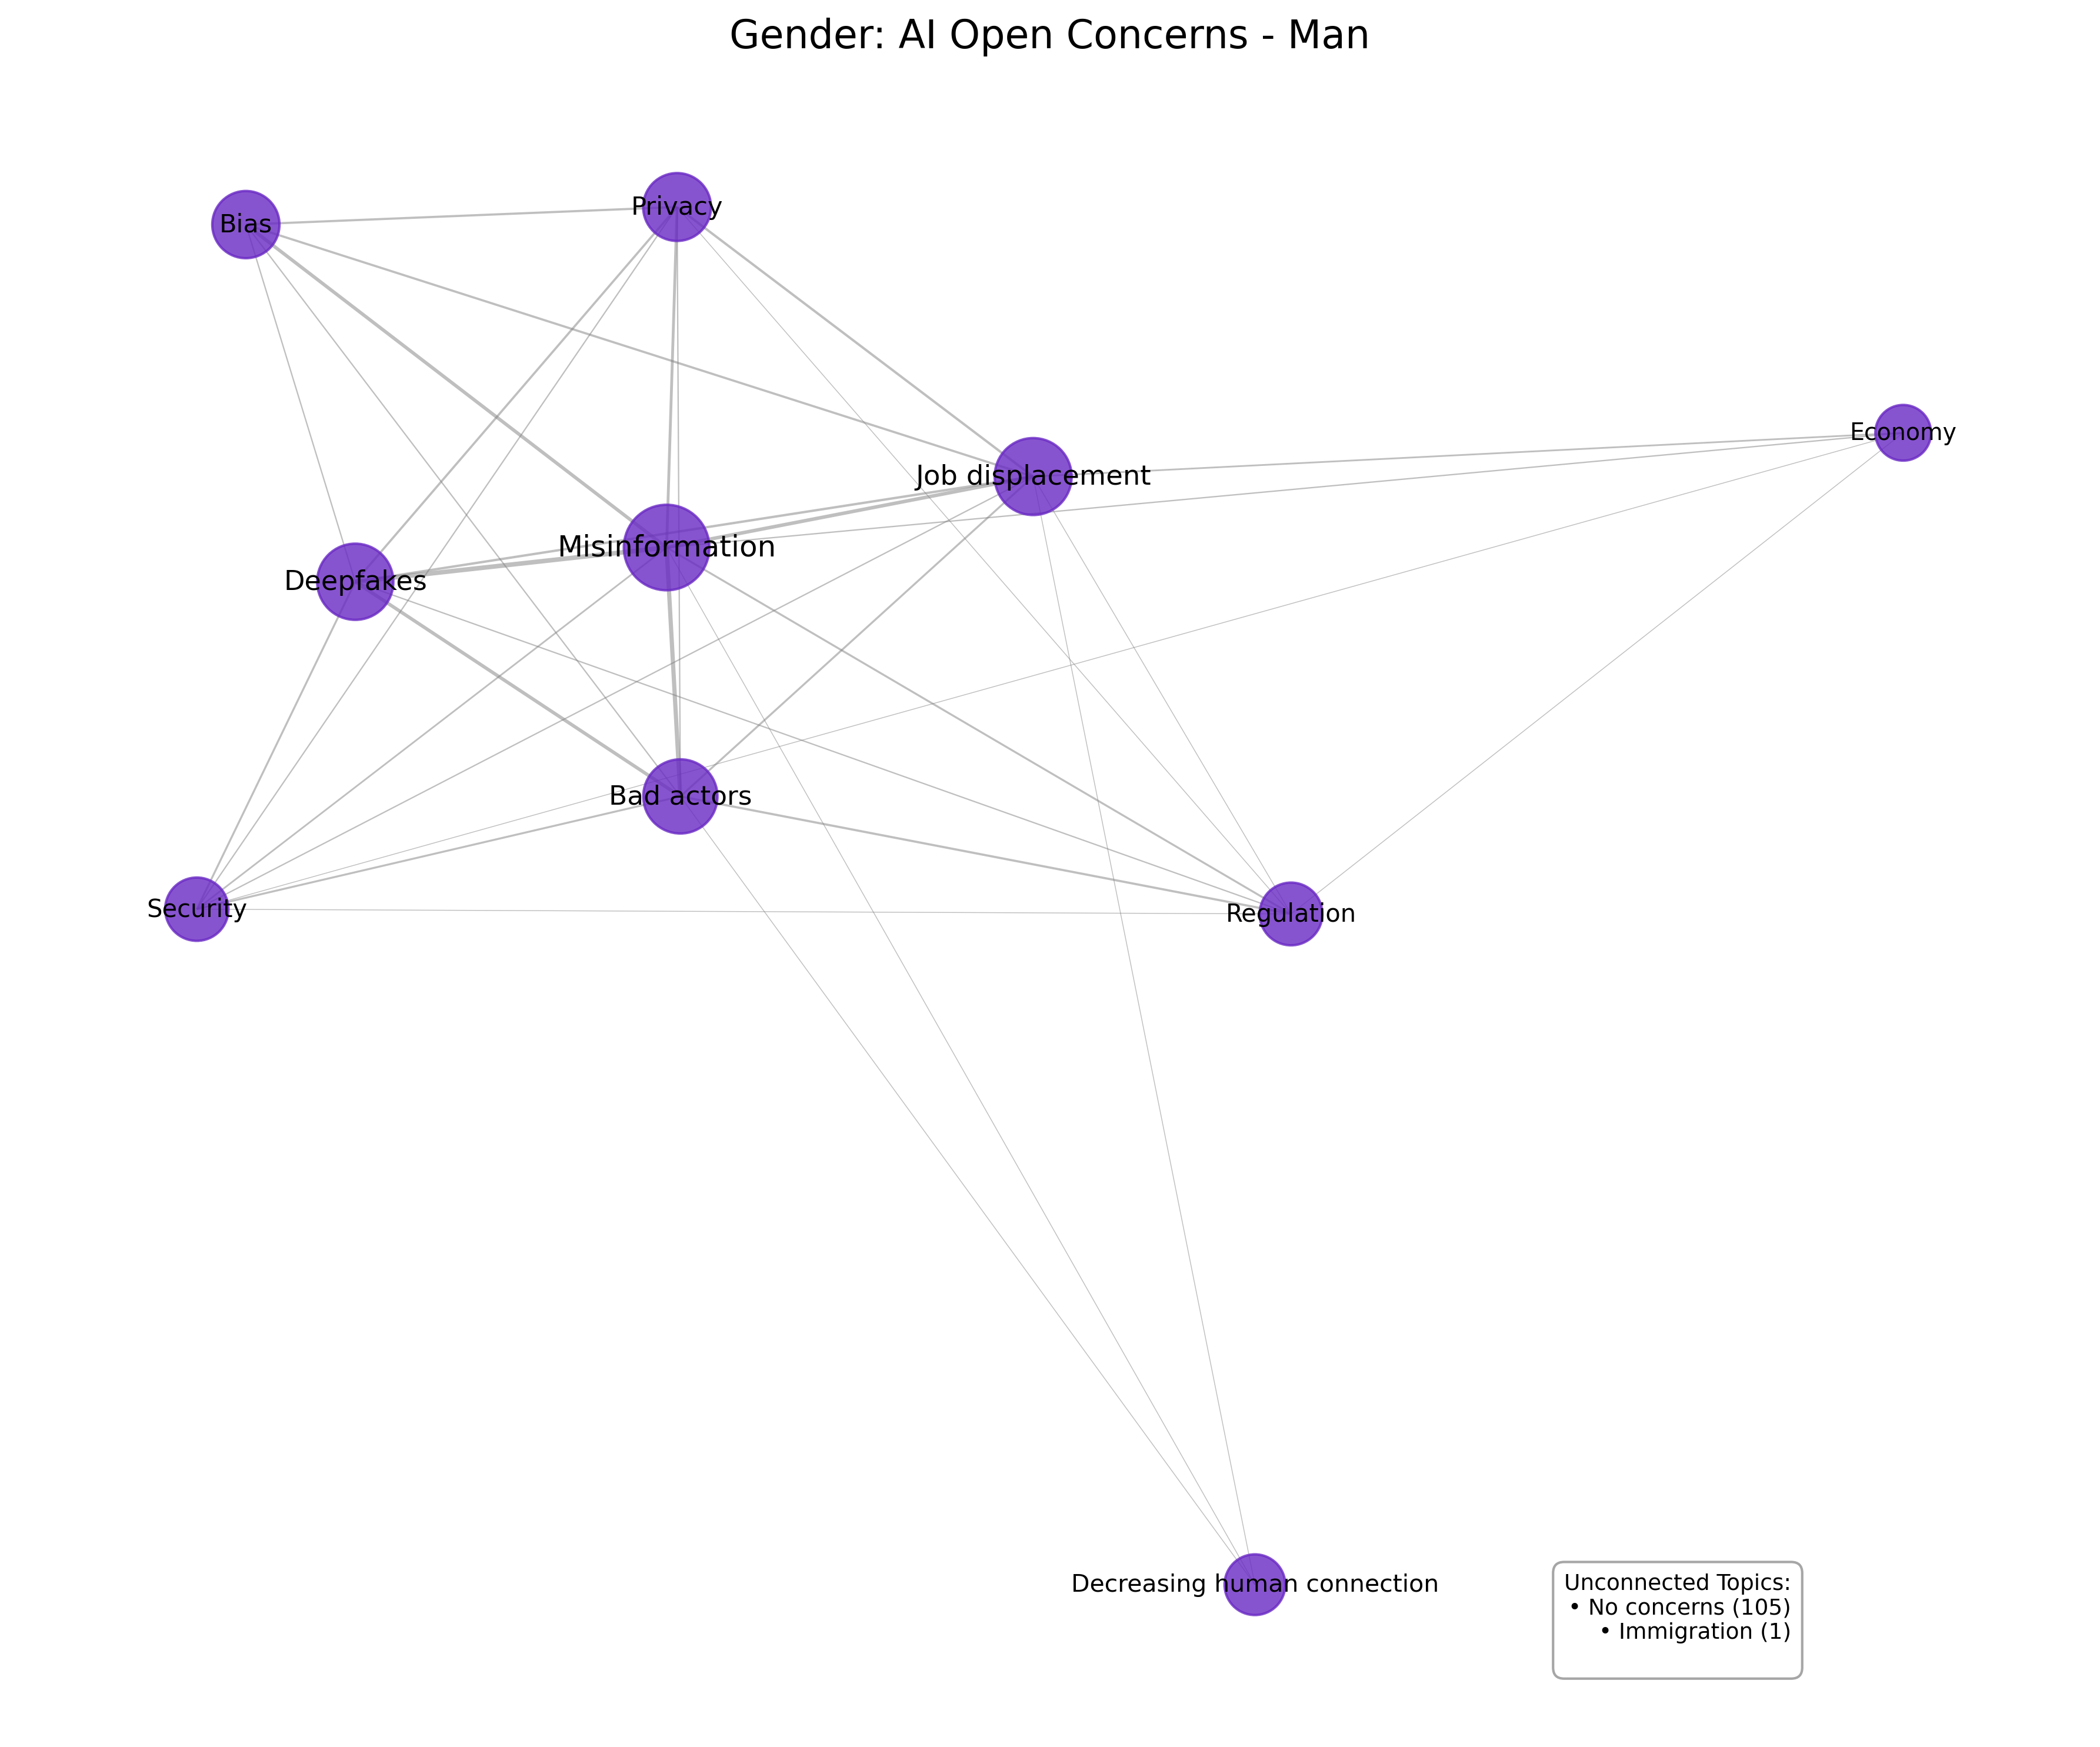 Gender: AI Open Concerns - Man
Privacy
Bias
Economy
Job displacement
Misinformation
Deepfakes
Bad actors
Security
Regulation
Decreasing human connection
Unconnected Topics:
• No concerns (105)
• Immigration (1)